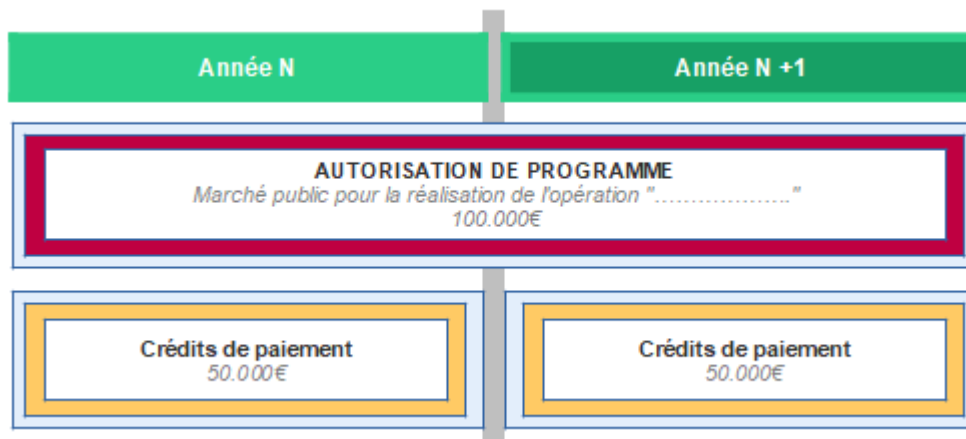 Année N
Année N +1
AUTORISATION DE PROGRAMME
Marché public pour la réalisation de l'opération "...................."
100.000€
Crédits de paiement
50.000€
Crédits de paiement
50.000€